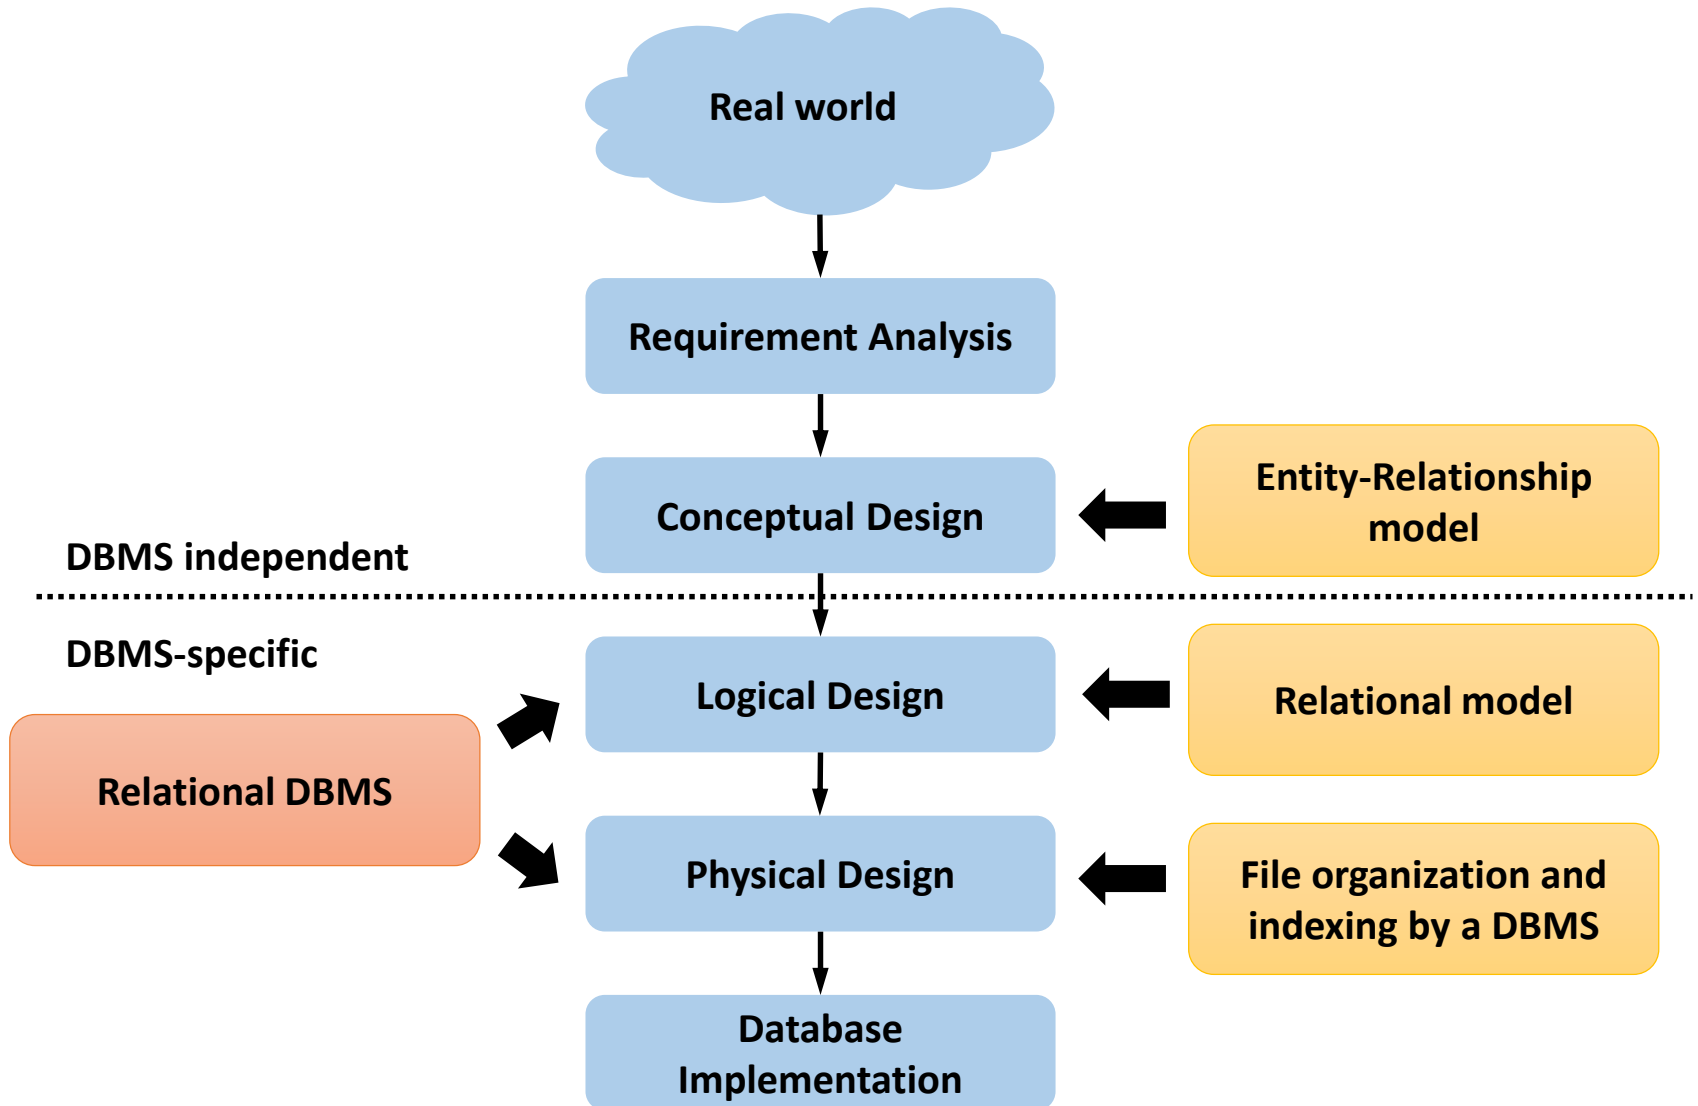 Real world
Requirement Analysis
Conceptual Design
Entity-Relationship
model
DBMS independent
DBMS-specific
Logical Design
Relational model
Relational DBMS
Physical Design
File organization and
indexing by a DBMS
Database
Implementation